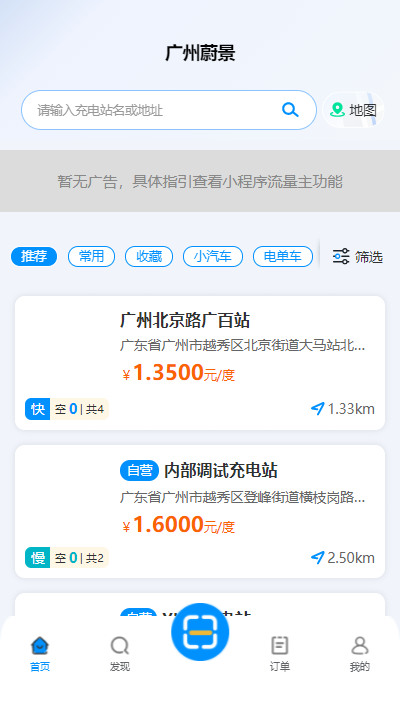 广州蔚景
请输入充电站名或地址
地图
暂无广告，具体指引查看小程序流量主功能
推荐 常用 收藏 小汽车 电单车 筛选
广州北京路广百站
广东省广州市越秀区北京街道大马站北...
￥1.3500元/度
快 空 0 | 共4 1.33km
自营 内部调试充电站
广东省广州市越秀区登峰街道横枝岗路...
￥1.6000元/度
慢 空 0 | 共2 2.50km
首页 发现 订单 我的